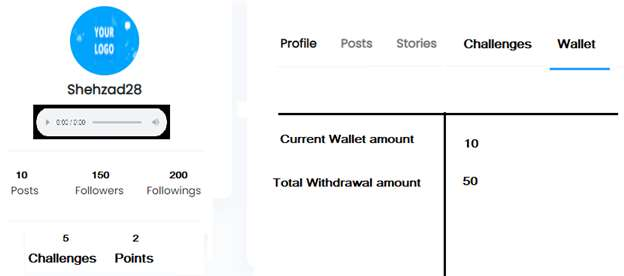 YOUR
LOGO
Shehzad28
0:00 / 0:00
10 150 200
Posts Followers Followings
5 2
Challenges Points
Profile Posts Stories Challenges Wallet
Current Wallet amount 10
Total Withdrawal amount 50